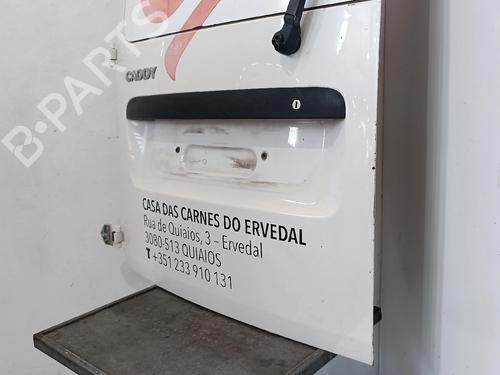 B-PARTS
CADDY
CASA DAS CARNES DO ERVEDAL
Rua de Quiaios, 3 – Ervedal
3080-513 QUIAIOS
T +351 233 910 131